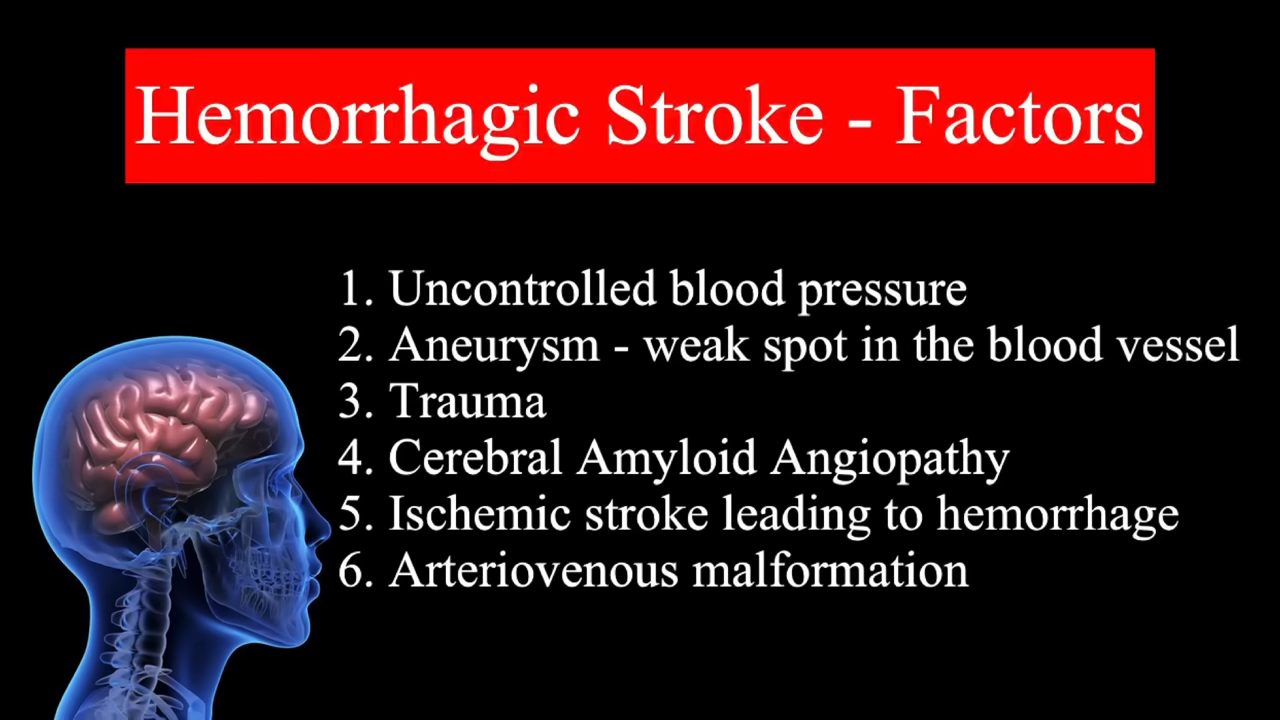 Hemorrhagic Stroke - Factors
1. Uncontrolled blood pressure
2. Aneurysm - weak spot in the blood vessel
3. Trauma
4. Cerebral Amyloid Angiopathy
5. Ischemic stroke leading to hemorrhage
6. Arteriovenous malformation